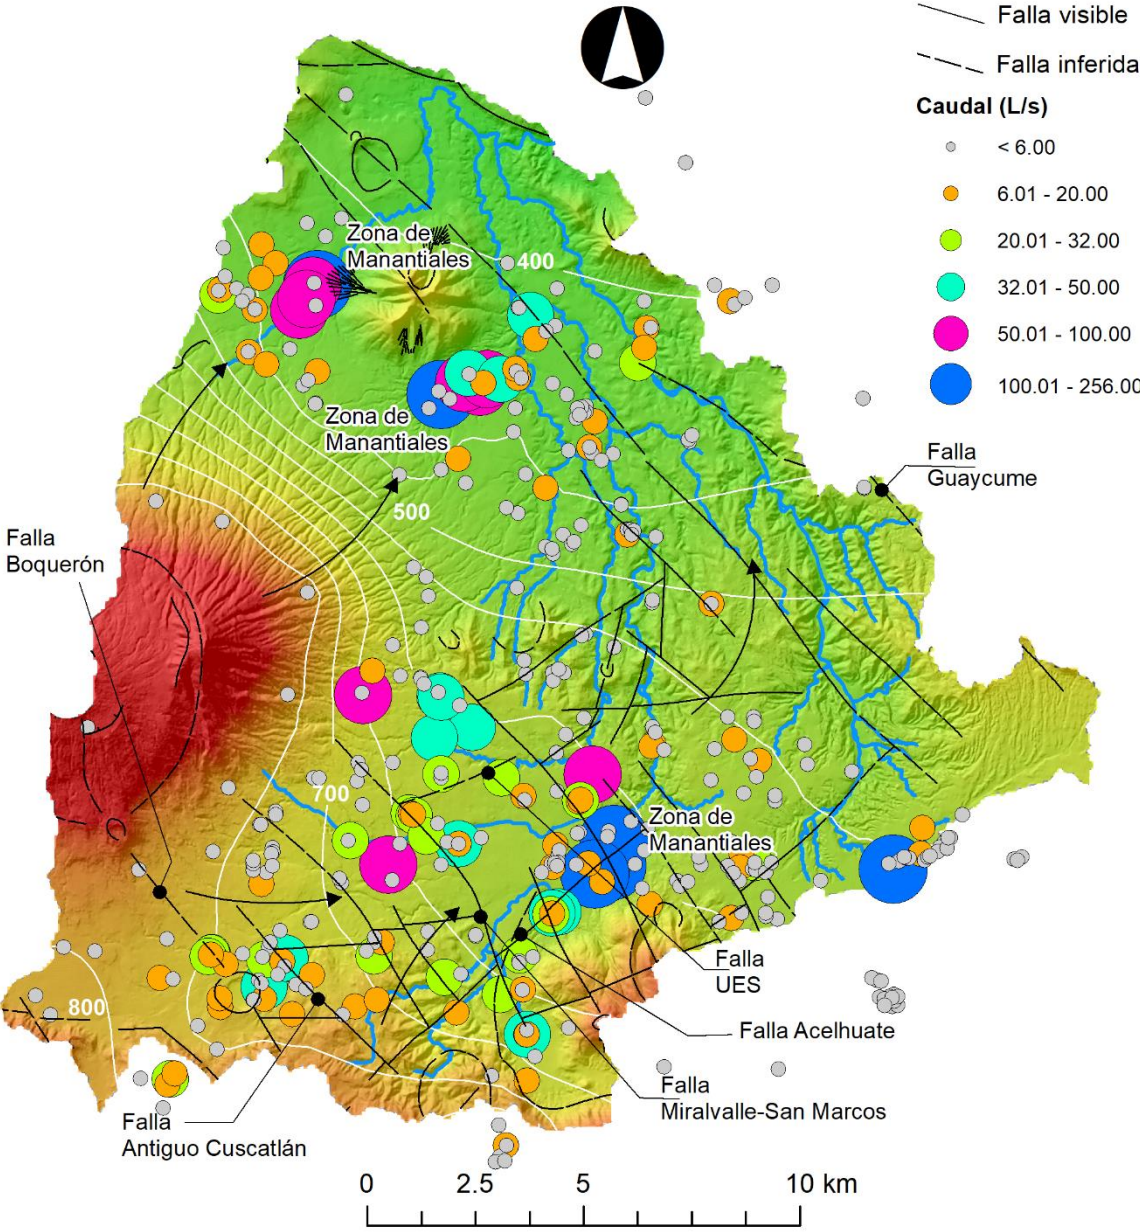 Falla visible
Falla inferida
Caudal (L/s)
< 6.00
6.01 - 20.00
20.01 - 32.00
32.01 - 50.00
50.01 - 100.00
100.01 - 256.00
Zona de
Manantiales
400
Zona de
Manantiales
Falla
Guaycume
500
Falla
Boquerón
700
Zona de
Manantiales
Falla
UES
800
Falla Acelhuate
Falla
Miralvalle-San Marcos
Falla
Antiguo Cuscatlán
0
2.5
5
10 km